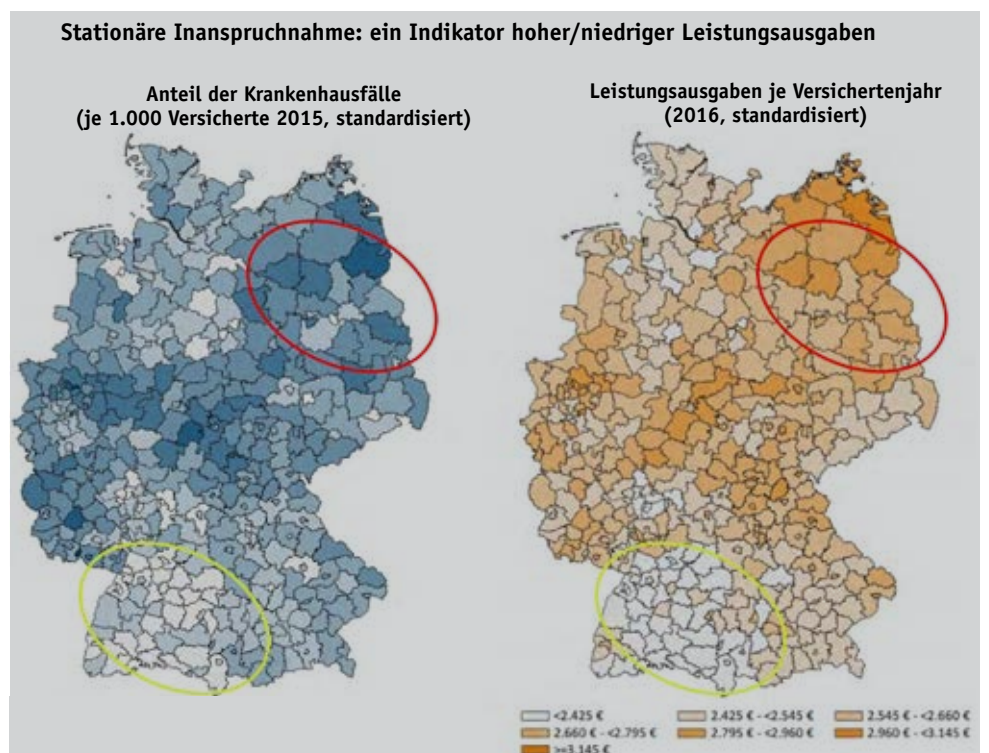 Stationäre Inanspruchnahme: ein Indikator hoher/niedriger Leistungsausgaben
Anteil der Krankenhausfälle
(je 1.000 Versicherte 2015, standardisiert)
Leistungsausgaben je Versichertenjahr
(2016, standardisiert)
<2.425 € 2.425 € - <2.545 € 2.545 € - <2.660 €
2.660 € - <2.795 € 2.795 € - <2.960 € 2.960 € - <3.145 €
>=3.145 €